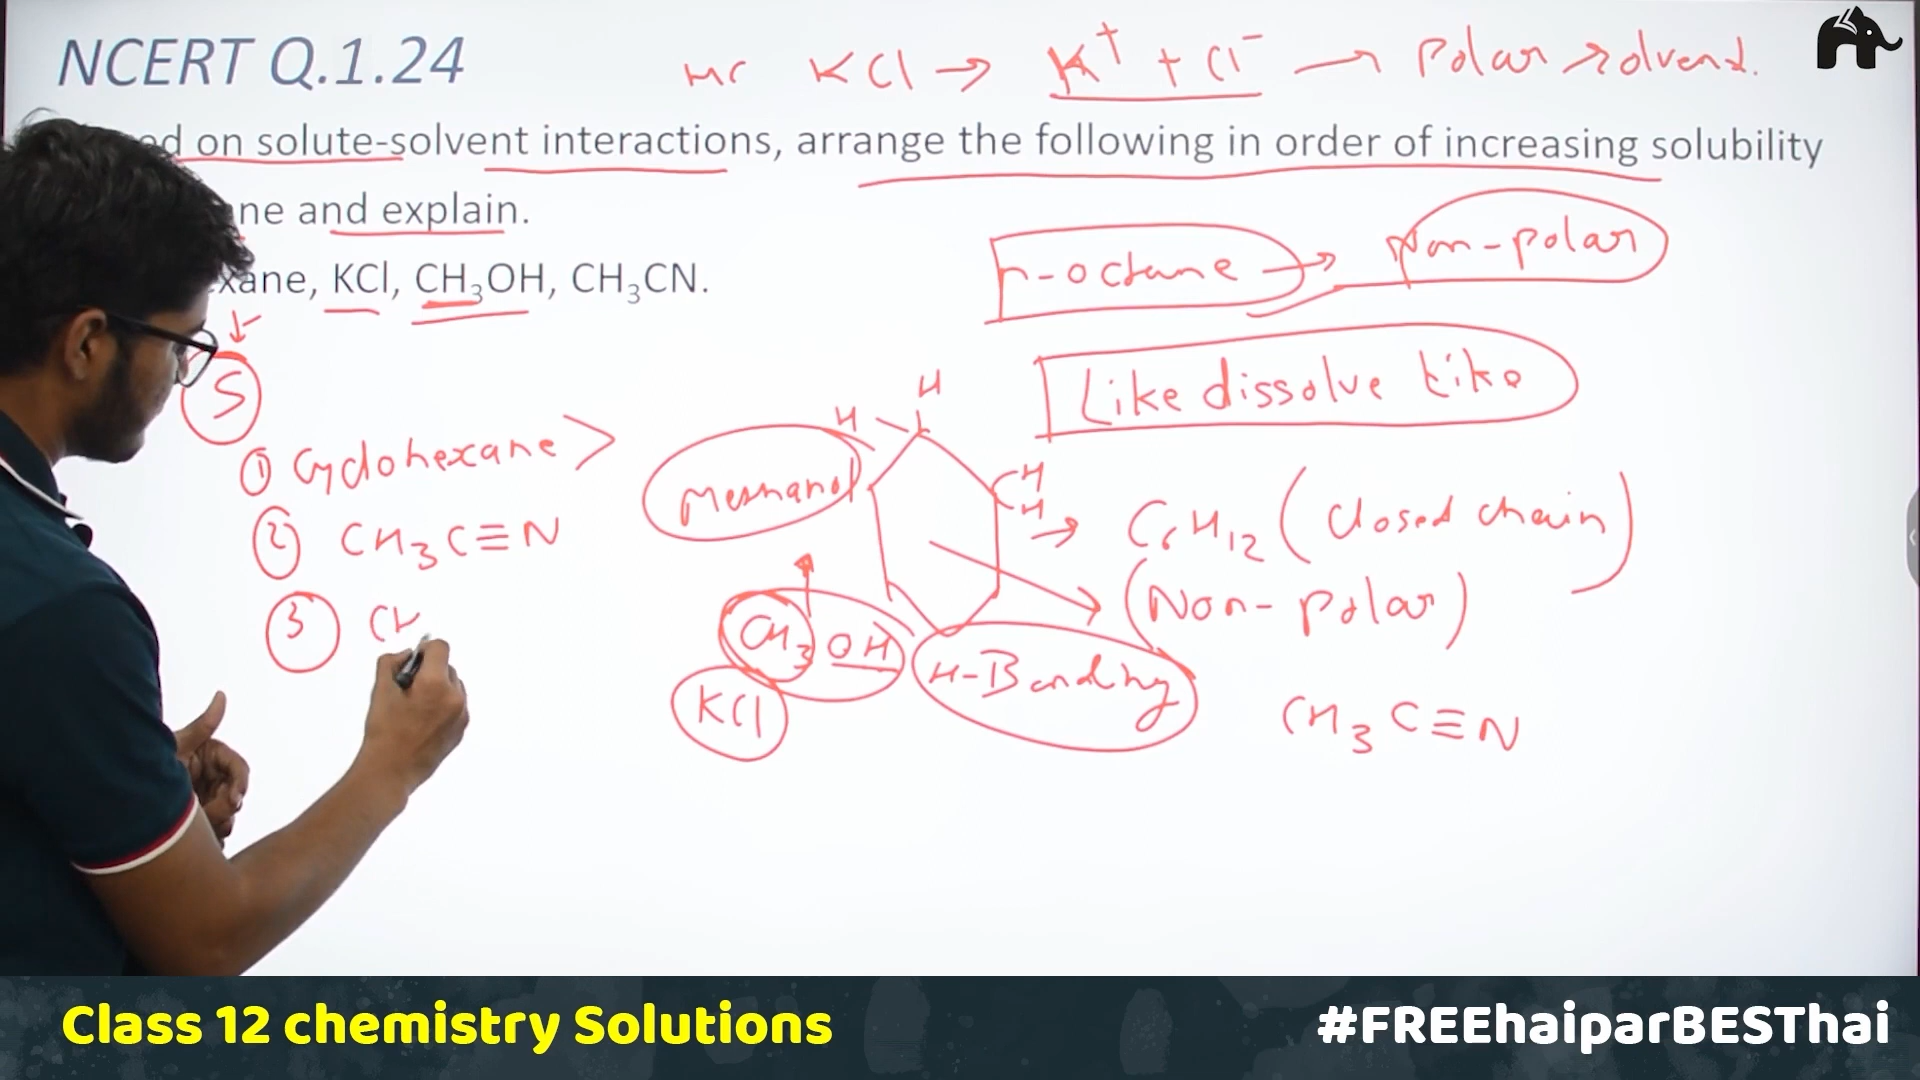 NCERT Q.1.24
KCl → K⁺ + Cl⁻ → Polar solvent.
ed on solute-solvent interactions, arrange the following in order of increasing solubility
ne and explain.
n-octane → Non-polar
xane, KCl, CH₃OH, CH₃CN.
S
Like dissolve like
H
H
① Cyclohexane >
Methanol
H
H
→ C₆H₁₂ (Closed chain)
② CH₃C≡N
(Non-polar)
③ CH
CH₃OH
H-Bonding
KCl
CH₃C≡N
Class 12 chemistry Solutions
#FREEhaiparBESThai